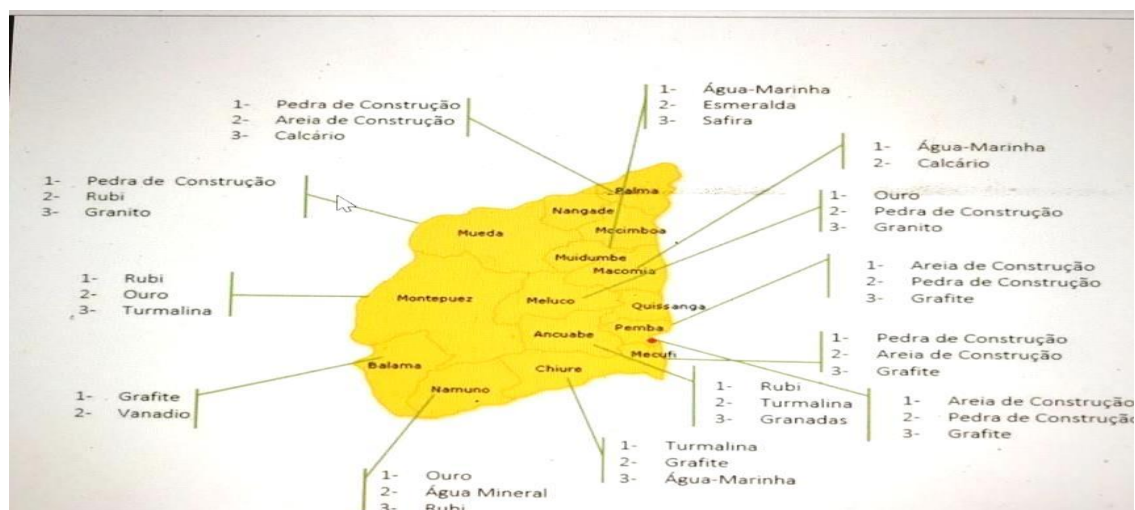 1- Pedra de Construção
2- Areia de Construção
3- Calcário
1- Água-Marinha
2- Esmeralda
3- Safira
1- Água-Marinha
2- Calcário
1- Pedra de Construção
2- Rubi
3- Granito
1- Ouro
2- Pedra de Construção
3- Granito
Palma
Nangade
Mocimboa
Mueda
Muidumbe
Macomia
1- Areia de Construção
2- Pedra de Construção
3- Grafite
1- Rubi
2- Ouro
3- Turmalina
Montepuez
Meluco
Quissanga
Ancuabe
Pemba
Mecufi
1- Pedra de Construção
2- Areia de Construção
3- Grafite
Balama
Chiure
Namuno
1- Grafite
2- Vanadio
1- Rubi
2- Turmalina
3- Granadas
1- Areia de Construção
2- Pedra de Construção
3- Grafite
1- Turmalina
2- Grafite
3- Água-Marinha
1- Ouro
2- Água Mineral
3- Rubi